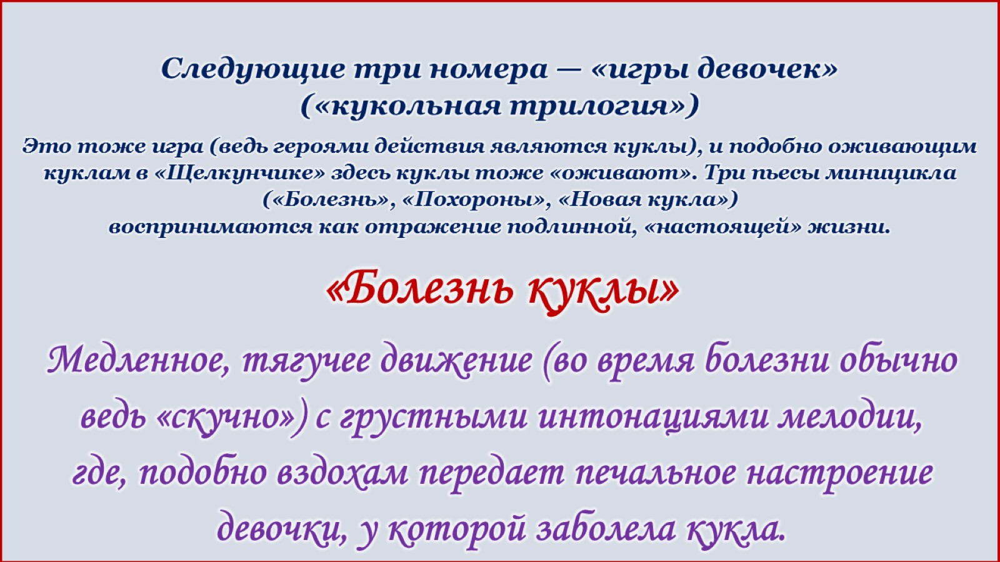 Следующие три номера — «игры девочек»
(«кукольная трилогия»)
Это тоже игра (ведь героями действия являются куклы), и подобно оживающим
куклам в «Щелкунчике» здесь куклы тоже «оживают». Три пьесы миницикла
(«Болезнь», «Похороны», «Новая кукла»)
воспринимаются как отражение подлинной, «настоящей» жизни.
«Болезнь куклы»
Медленное, тягучее движение (во время болезни обычно
ведь «скучно») с грустными интонациями мелодии,
где, подобно вздохам передает печальное настроение
девочки, у которой заболела кукла.